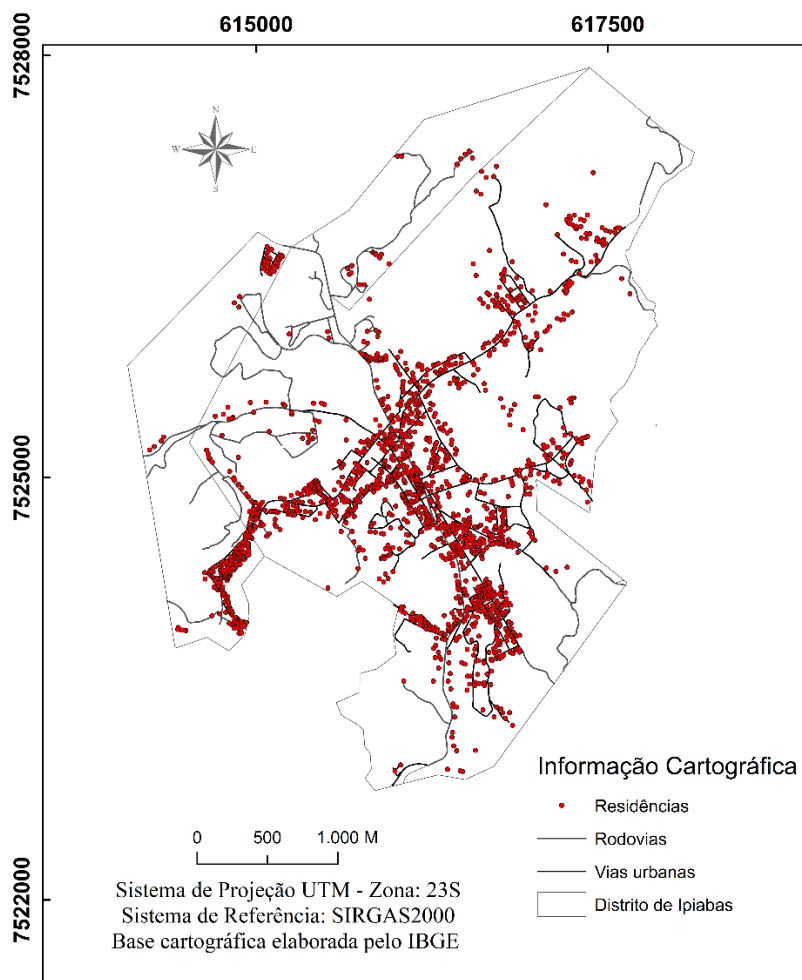 615000
617500
7528000
N
W
E
S
7525000
Informação Cartográfica
Residências
0
500
1.000 M
Rodovias
Vias urbanas
Sistema de Projeção UTM - Zona: 23S
Distrito de Ipiabas
7522000
Sistema de Referência: SIRGAS2000
Base cartográfica elaborada pelo IBGE